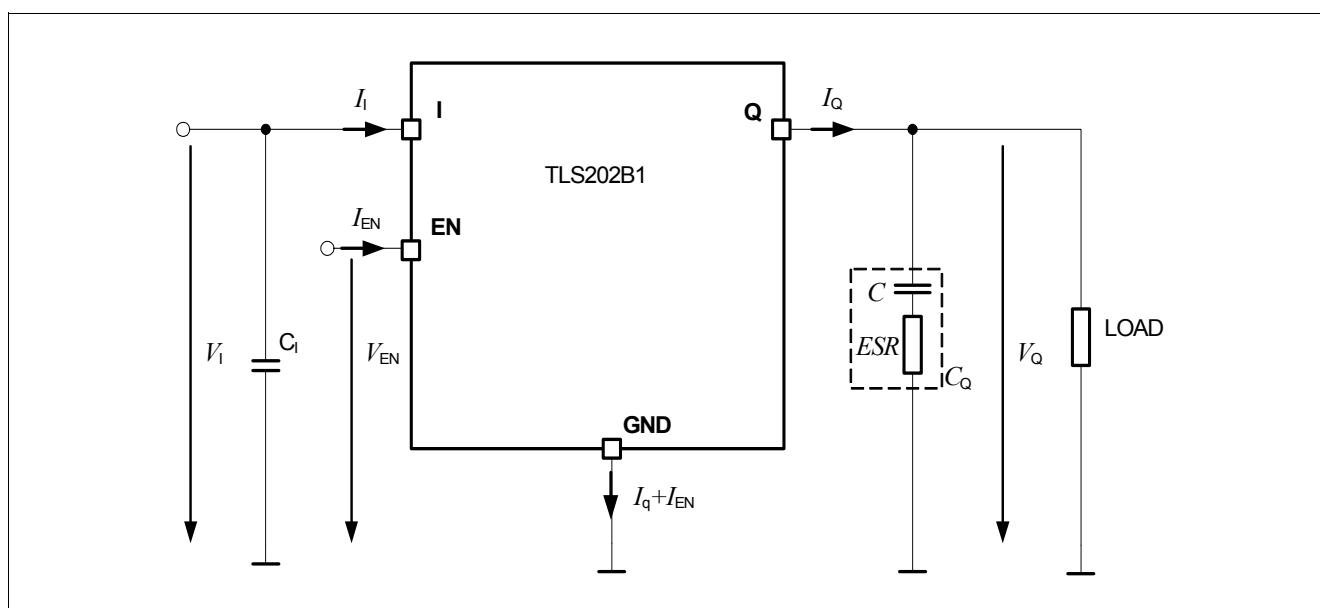 I_I
I
Q
I_Q
TLS202B1
I_EN
EN
C
LOAD
V_I
C_I
V_EN
ESR
V_Q
C_Q
GND
I_q+I_EN